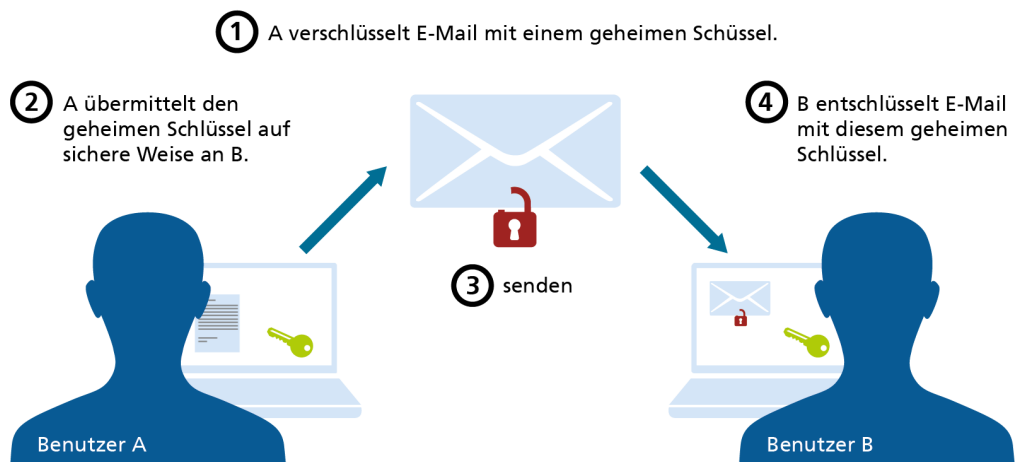 1 A verschlüsselt E-Mail mit einem geheimen Schüssel.
2 A übermittelt den
geheimen Schlüssel auf
sichere Weise an B.
4 B entschlüsselt E-Mail
mit diesem geheimen
Schlüssel.
3 senden
Benutzer A
Benutzer B